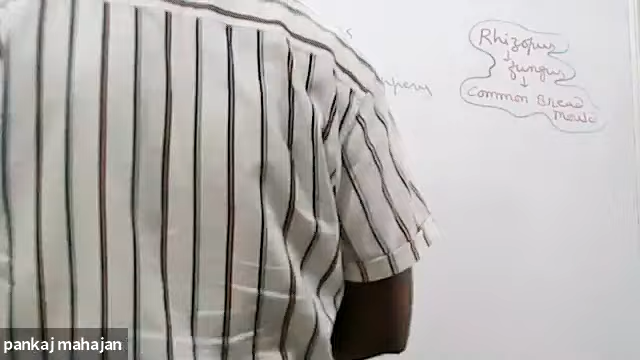 Rhizopus
↓
fungus
↓
Common Bread
Mould
pankaj mahajan